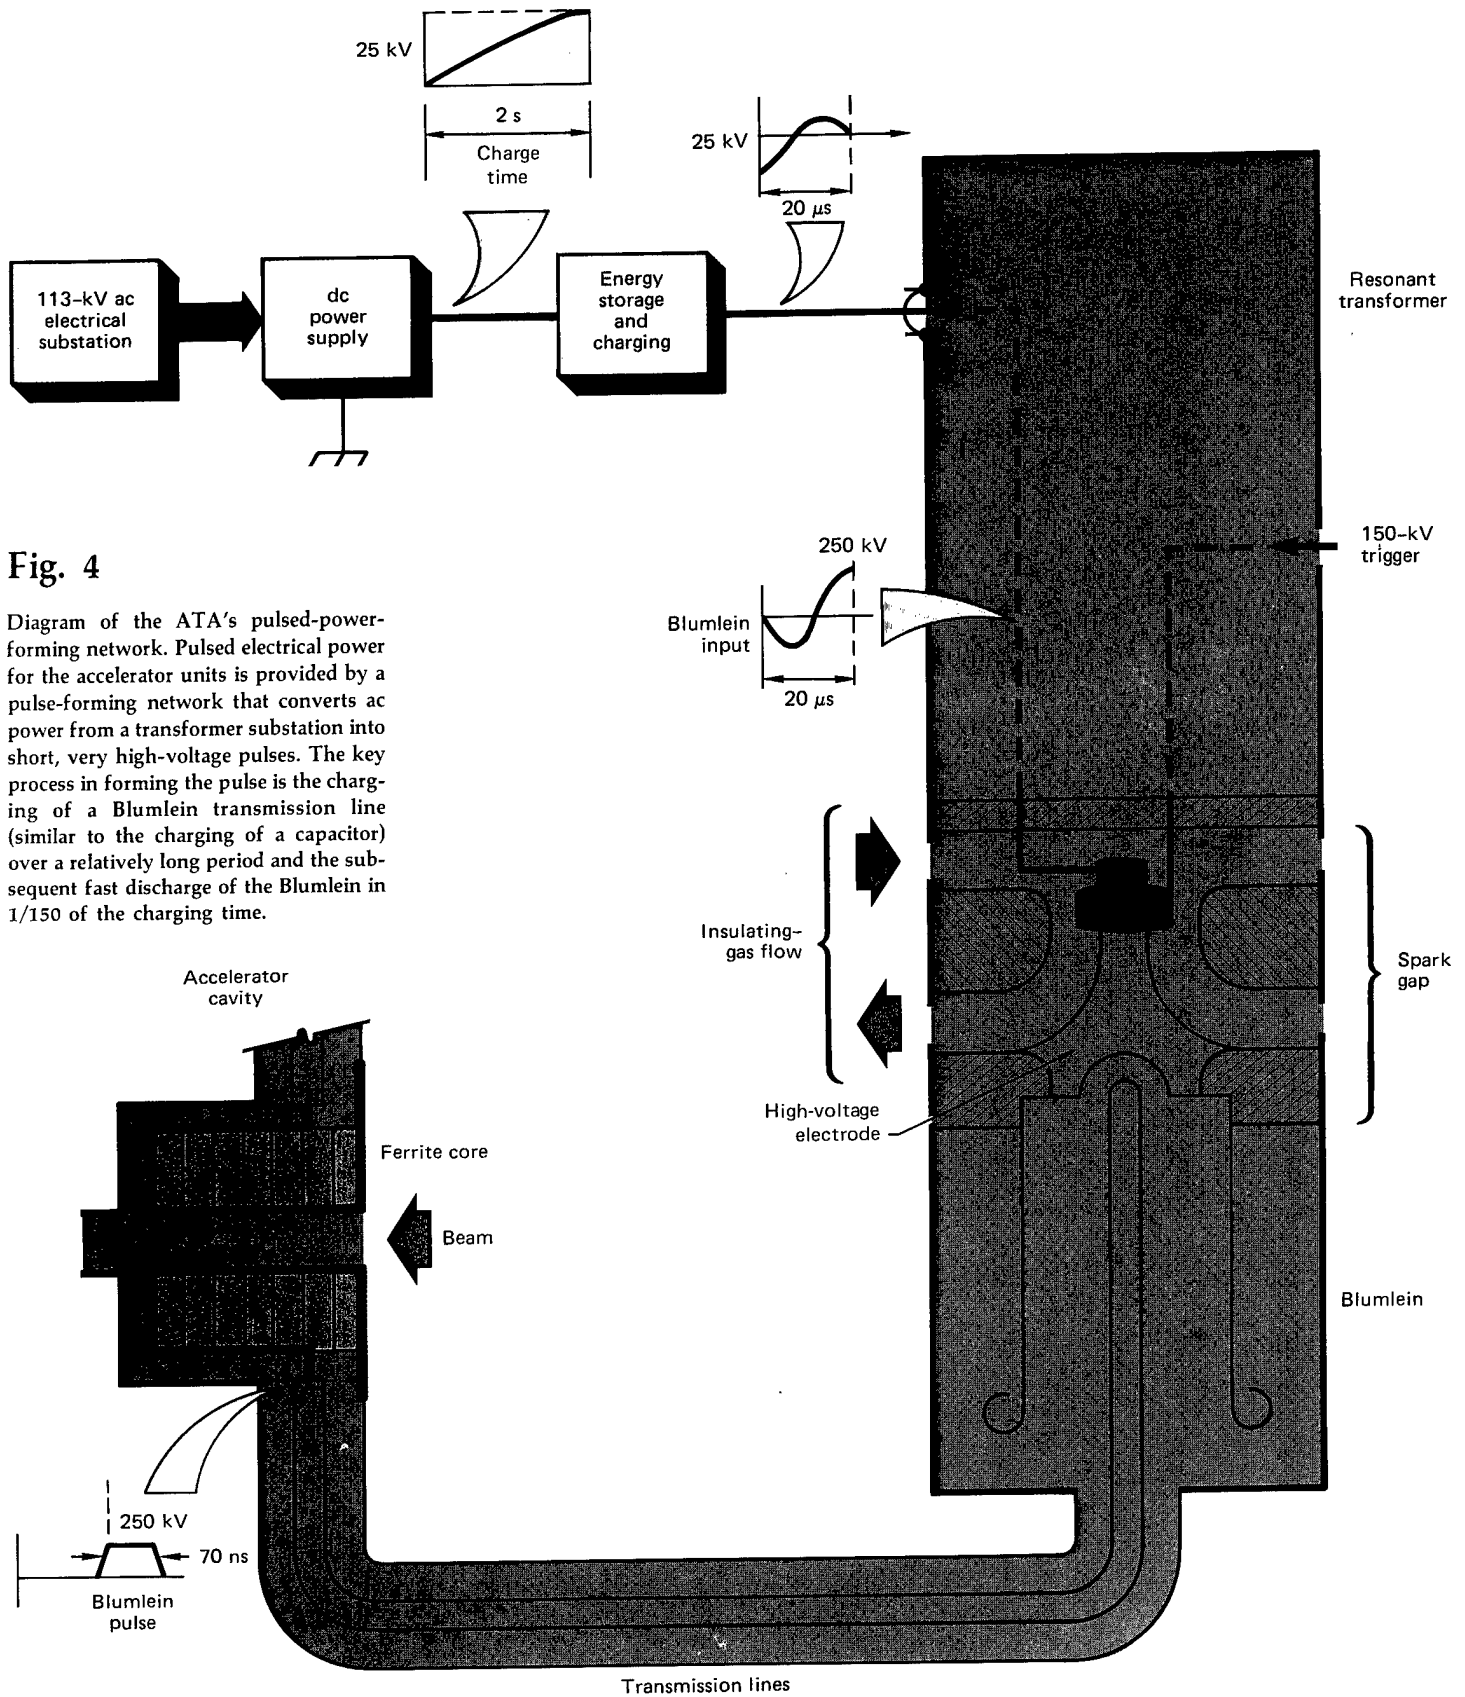 25 kV
2 s
Charge
time
25 kV
20 µs
113–kV ac
electrical
substation
dc
power
supply
Energy
storage
and
charging
Resonant
transformer
150–kV
trigger
250 kV
Blumlein
input
20 µs
Fig. 4
Diagram of the ATA's pulsed-power-
forming network. Pulsed electrical power
for the accelerator units is provided by a
pulse-forming network that converts ac
power from a transformer substation into
short, very high-voltage pulses. The key
process in forming the pulse is the charg-
ing of a Blumlein transmission line
(similar to the charging of a capacitor)
over a relatively long period and the sub-
sequent fast discharge of the Blumlein in
1/150 of the charging time.
Insulating–
gas flow
Spark
gap
Accelerator
cavity
High-voltage
electrode
Ferrite core
Beam
Blumlein
250 kV
70 ns
Blumlein
pulse
Transmission lines